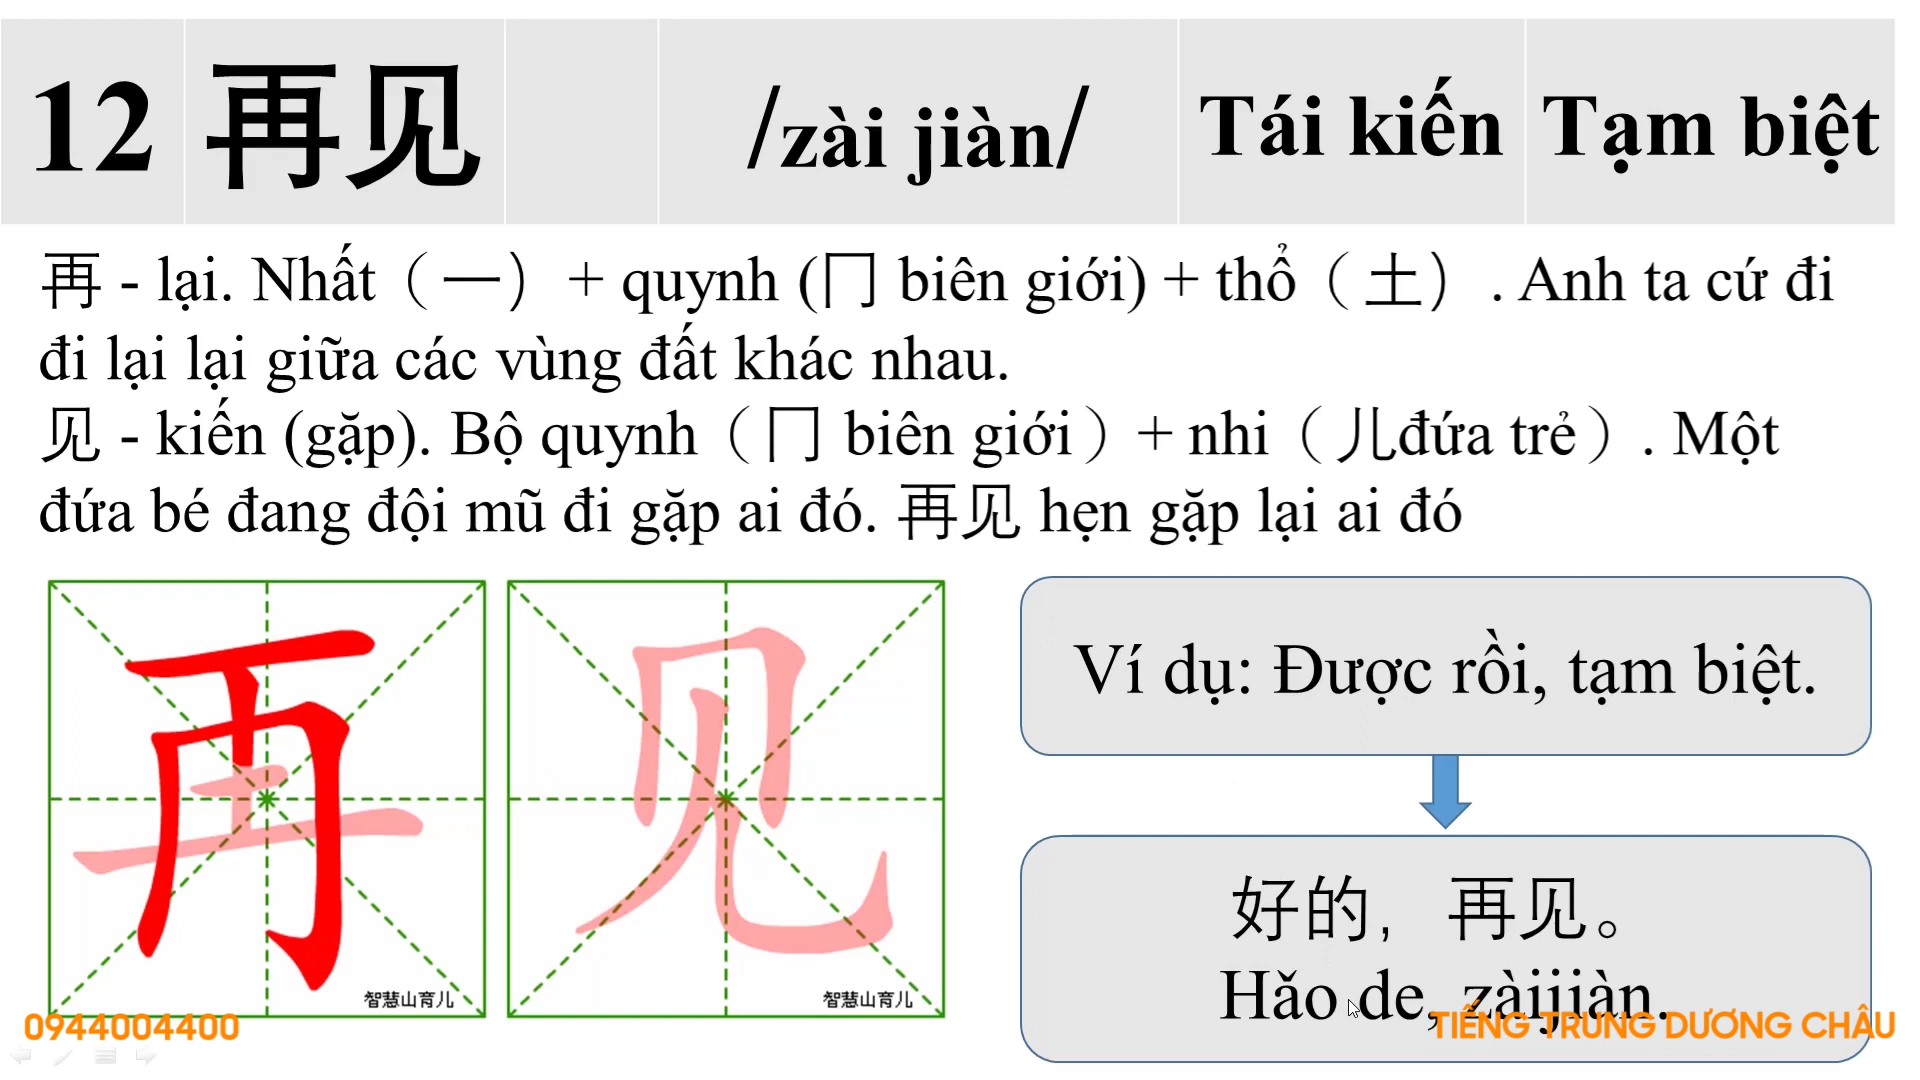 12 再见 /zài jiàn/ Tái kiến Tạm biệt
再 - lại. Nhất（一）+ quynh (冂 biên giới) + thổ（土）. Anh ta cứ đi
đi lại lại giữa các vùng đất khác nhau.
见 - kiến (gặp). Bộ quynh（冂 biên giới）+ nhi（儿đứa trẻ）. Một
đứa bé đang đội mũ đi gặp ai đó. 再见 hẹn gặp lại ai đó
再 见
智慧山育儿 智慧山育儿
Ví dụ: Được rồi, tạm biệt.
好的，再见。
Hǎo de, zàijiàn.
0944004400
TIẾNG TRUNG DƯƠNG CHÂU